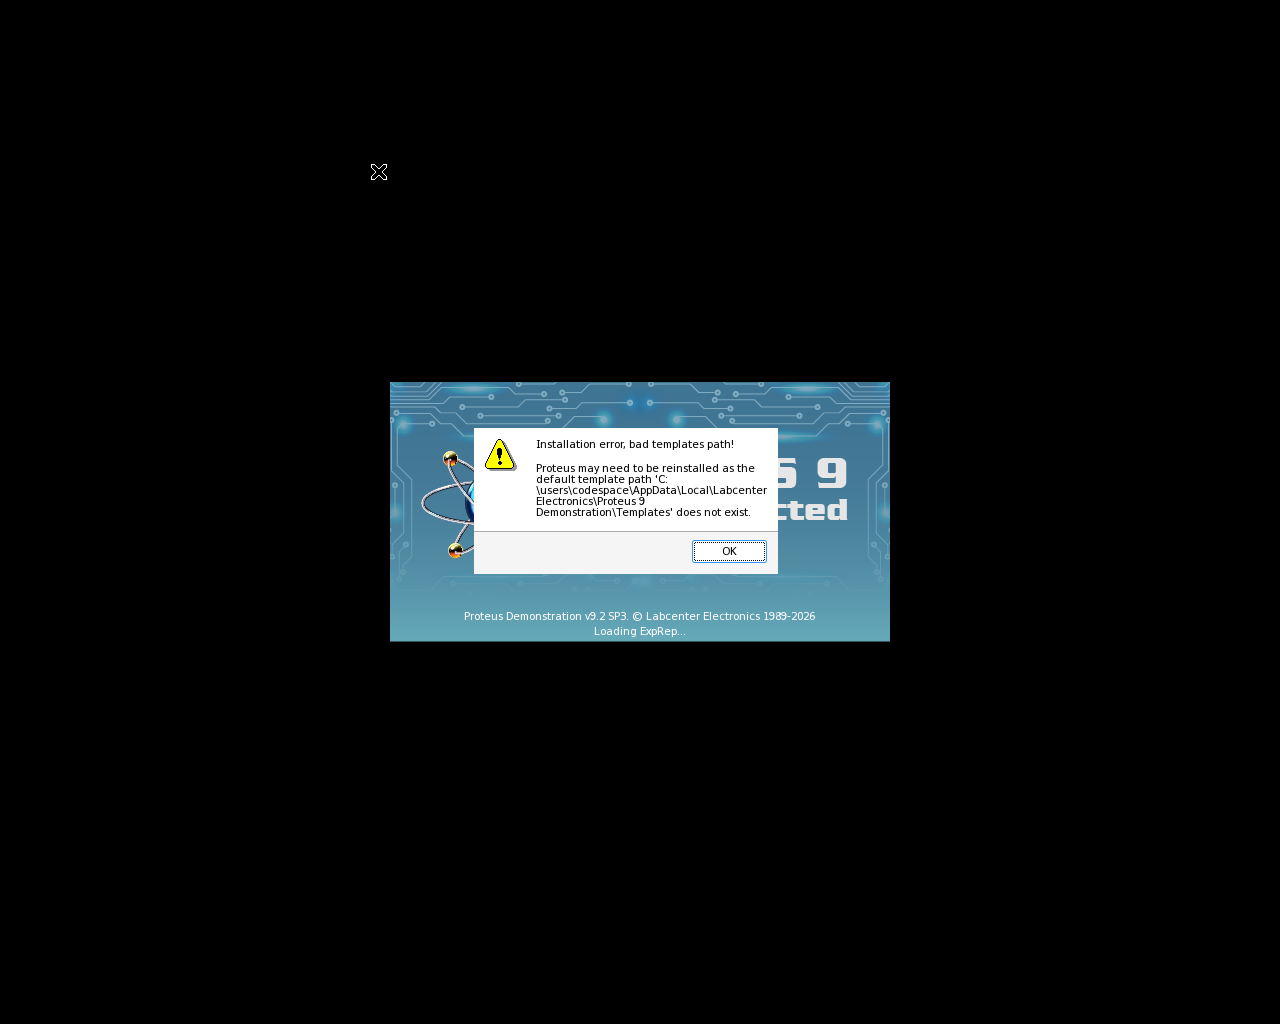 Installation error, bad templates path!
Proteus may need to be reinstalled as the
default template path 'C:
\users\codespace\AppData\Local\Labcenter
Electronics\Proteus 9
Demonstration\Templates' does not exist.
OK
9
Proteus Demonstration v9.2 SP3. © Labcenter Electronics 1989-2026
Loading ExpRep...